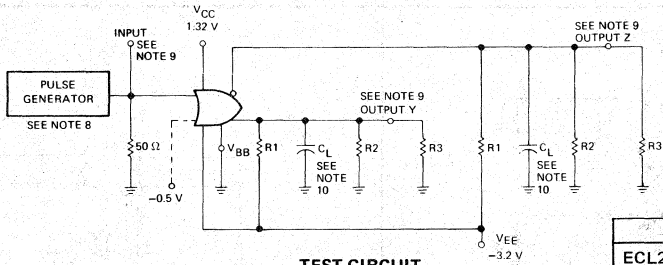 VCC
1.32 V
INPUT
SEE
NOTE 9
SEE NOTE 9
OUTPUT Z
PULSE
GENERATOR
SEE NOTE 8
SEE NOTE 9
OUTPUT Y
50 Ω
VBB
R1
CL
SEE
NOTE
10
R2
R3
R1
CL
SEE
NOTE
10
R2
R3
-0.5 V
VEE
-3.2 V
TEST CIRCUIT
ECL2